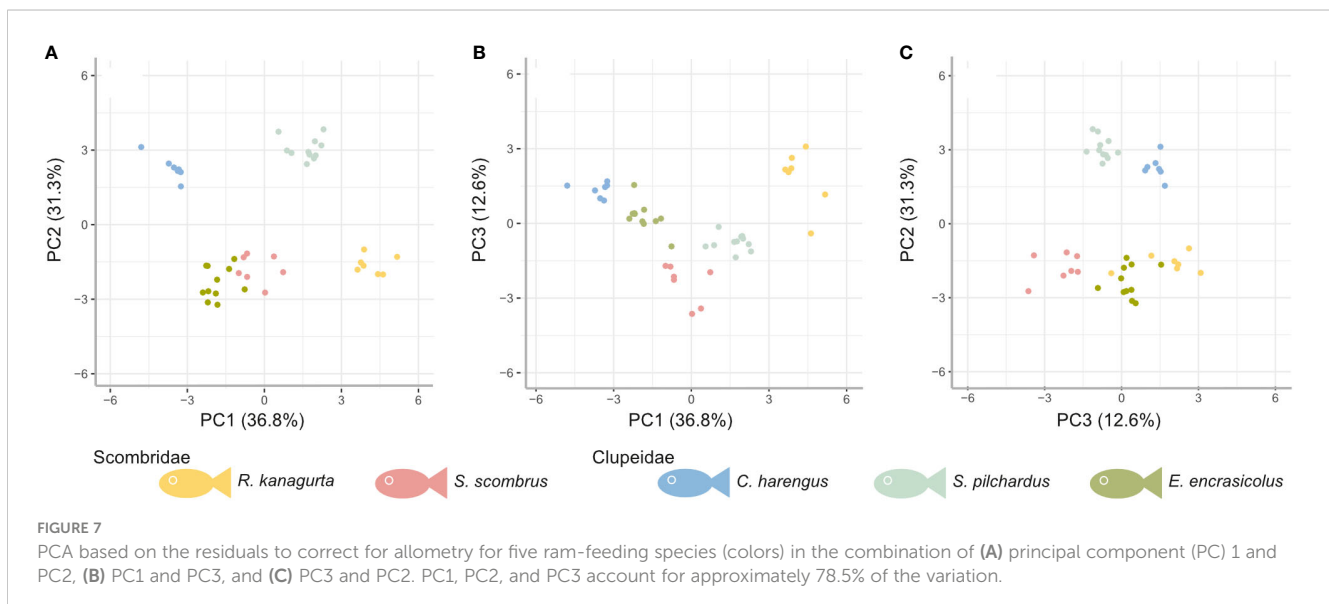 A
B
C
6
3
0
−3
−6
PC2 (31.3%)
−6 −3 0 3 6
PC1 (36.8%)
6
3
0
−3
−6
PC3 (12.6%)
−6 −3 0 3 6
PC1 (36.8%)
6
3
0
−3
−6
PC2 (31.3%)
−6 −3 0 3 6
PC3 (12.6%)
Scombridae
R. kanagurta
S. scombrus
Clupeidae
C. harengus
S. pilchardus
E. encrasicolus
FIGURE 7
PCA based on the residuals to correct for allometry for five ram-feeding species (colors) in the combination of (A) principal component (PC) 1 and
PC2, (B) PC1 and PC3, and (C) PC3 and PC2. PC1, PC2, and PC3 account for approximately 78.5% of the variation.